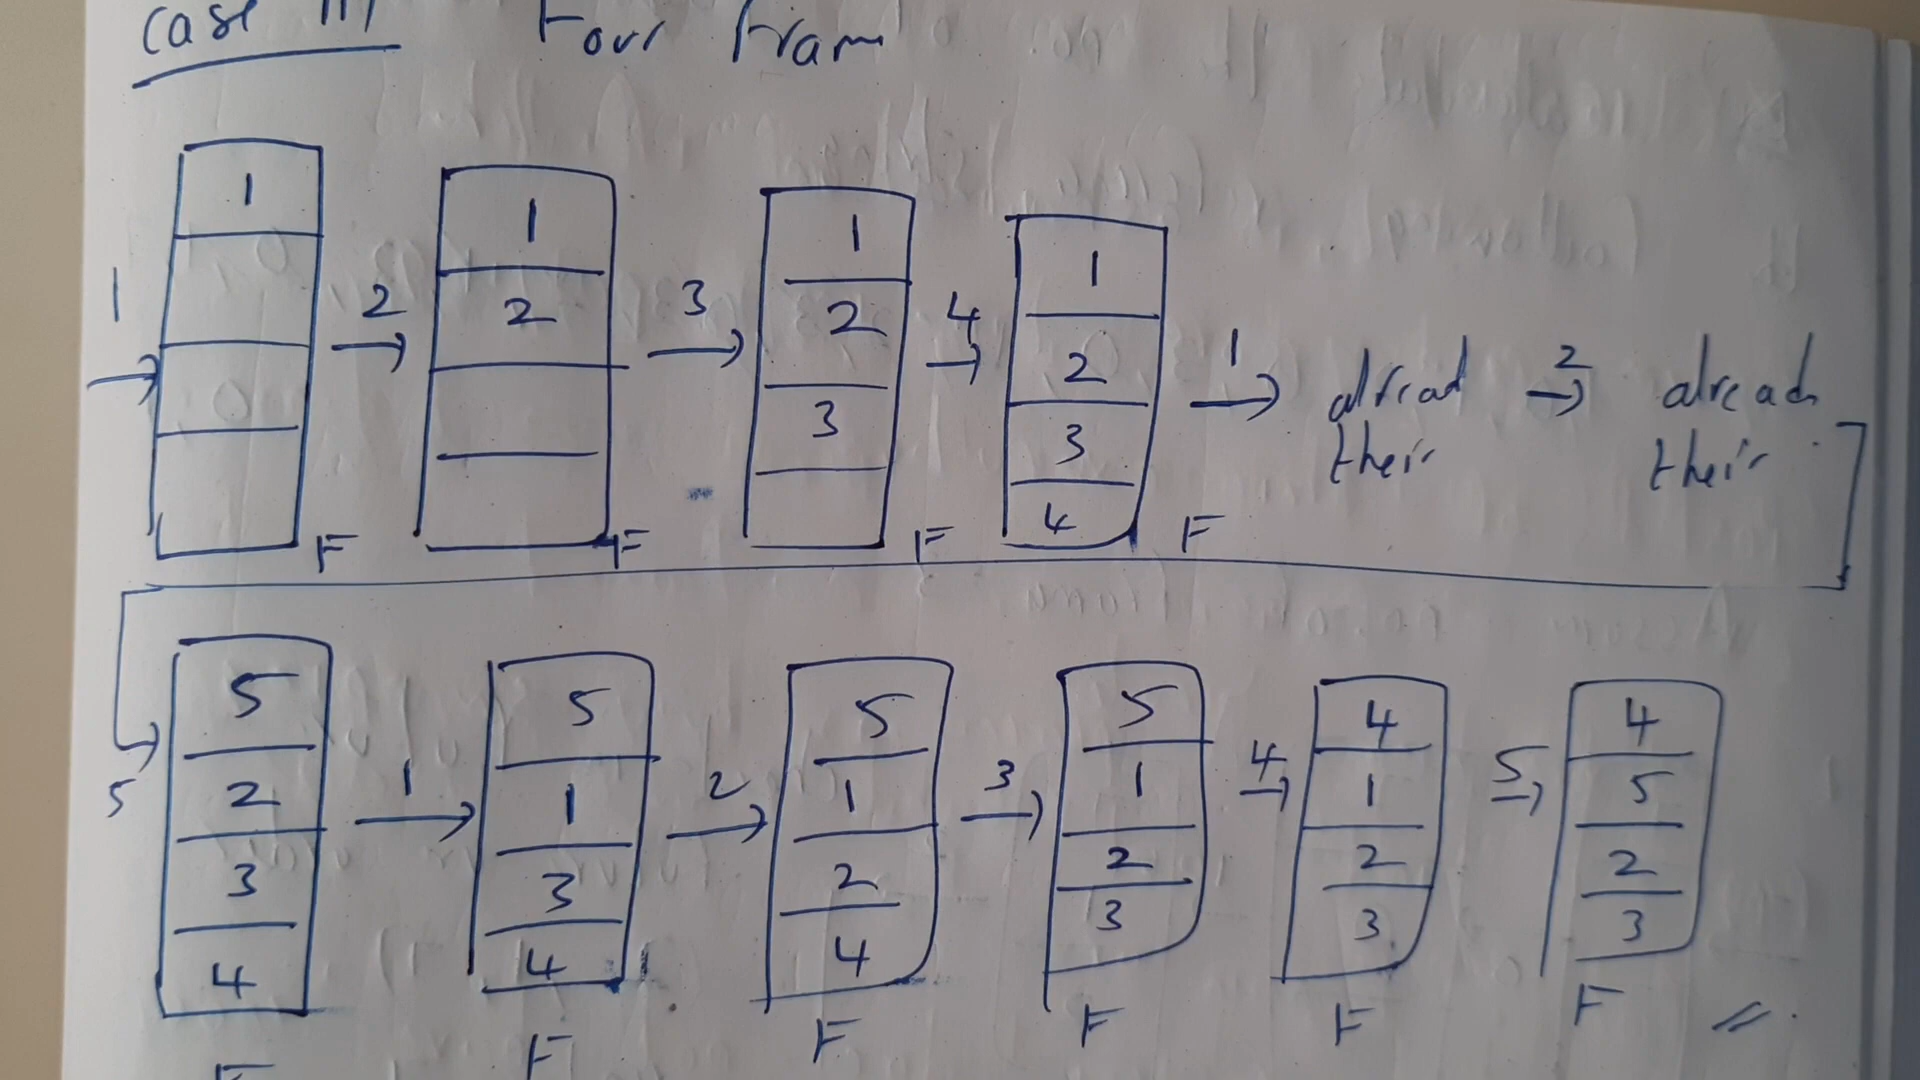 Case III Four Fram
1
1 F
2
1 2 F
3
1 2 3 F
4
1 2 3 4 F
1
alread
their
2
alread
their
5
5 2 3 4 F
1
5 1 3 4 F
2
5 1 2 4 F
3
5 1 2 3 F
4
4 1 2 3 F
5
4 5 2 3 F